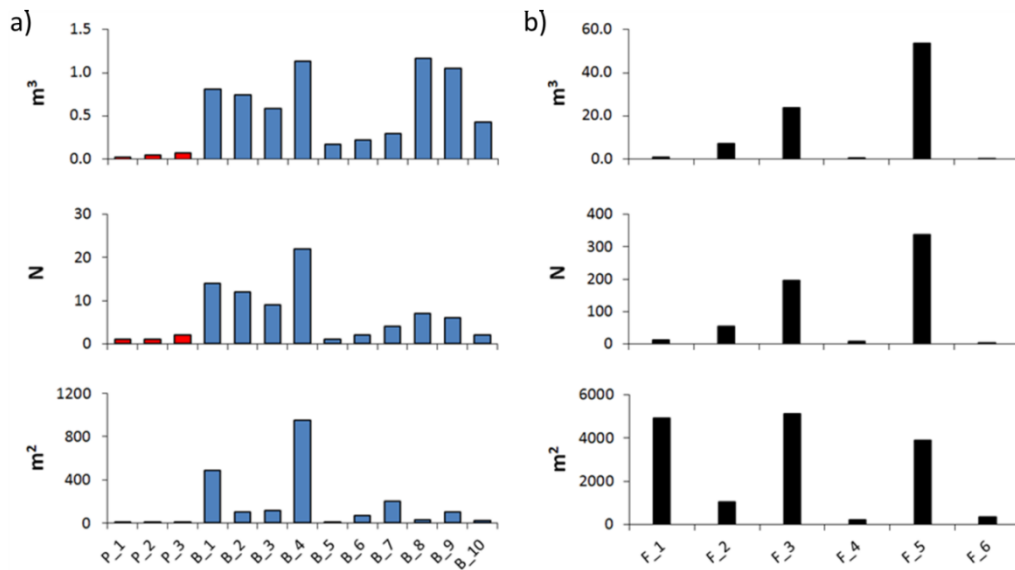 a)
1.5
1.0
0.5
0.0
m³
30
20
10
0
N
1200
800
400
0
m²
P_1 P_2 P_3 B_1 B_2 B_3 B_4 B_5 B_6 B_7 B_8 B_9 B_10
b)
60.0
40.0
20.0
0.0
m³
400
300
200
100
0
N
6000
4000
2000
0
m²
F_1 F_2 F_3 F_4 F_5 F_6